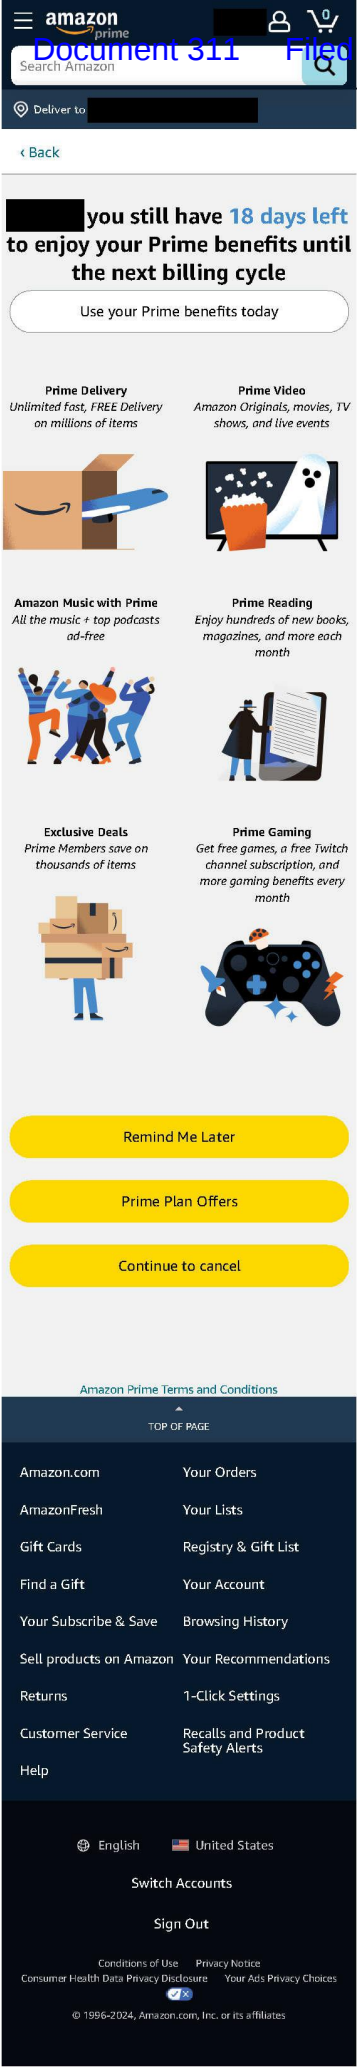 amazon
prime
0
Document 311 Filed
Search Amazon
Deliver to
‹ Back
you still have 18 days left
to enjoy your Prime benefits until
the next billing cycle
Use your Prime benefits today
Prime Delivery
Unlimited fast, FREE Delivery
on millions of items
Prime Video
Amazon Originals, movies, TV
shows, and live events
Amazon Music with Prime
All the music + top podcasts
ad-free
Prime Reading
Enjoy hundreds of new books,
magazines, and more each
month
Exclusive Deals
Prime Members save on
thousands of items
Prime Gaming
Get free games, a free Twitch
channel subscription, and
more gaming benefits every
month
Remind Me Later
Prime Plan Offers
Continue to cancel
Amazon Prime Terms and Conditions
TOP OF PAGE
Amazon.com
Your Orders
AmazonFresh
Your Lists
Gift Cards
Registry & Gift List
Find a Gift
Your Account
Your Subscribe & Save
Browsing History
Sell products on Amazon
Your Recommendations
Returns
1-Click Settings
Customer Service
Recalls and Product
Safety Alerts
Help
English
United States
Switch Accounts
Sign Out
Conditions of Use
Privacy Notice
Consumer Health Data Privacy Disclosure
Your Ads Privacy Choices
© 1996-2024, Amazon.com, Inc. or its affiliates